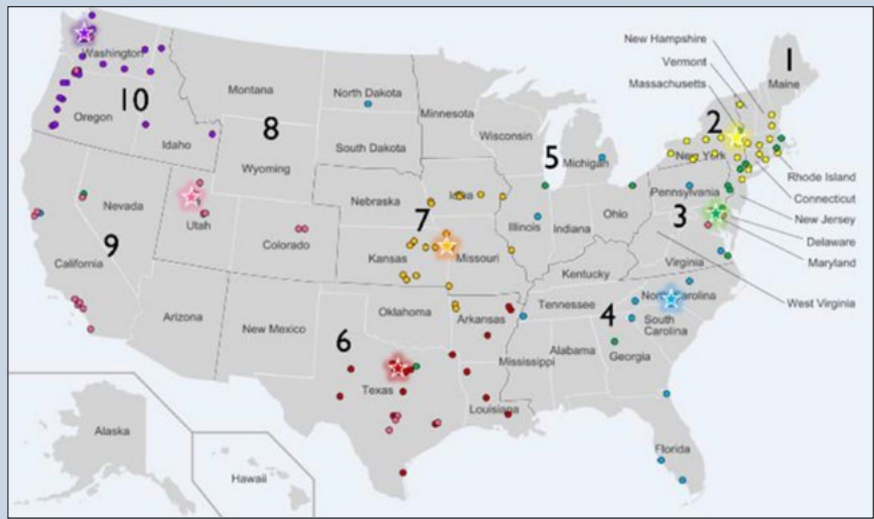 New Hampshire
Vermont
Massachusetts
1
Maine
Washington
10
Oregon
Idaho
Montana
8
Wyoming
North Dakota
South Dakota
Minnesota
Wisconsin
5
Michigan
2
New York
Rhode Island
Connecticut
New Jersey
Delaware
Maryland
West Virginia
Nebraska
Iowa
Illinois
Indiana
Ohio
Pennsylvania
3
Nevada
Utah
Colorado
9
California
7
Kansas
Missouri
Kentucky
Virginia
Arizona
New Mexico
Oklahoma
Arkansas
Tennessee
4
North Carolina
South
Carolina
6
Texas
Louisiana
Mississippi
Alabama
Georgia
Florida
Alaska
Hawaii